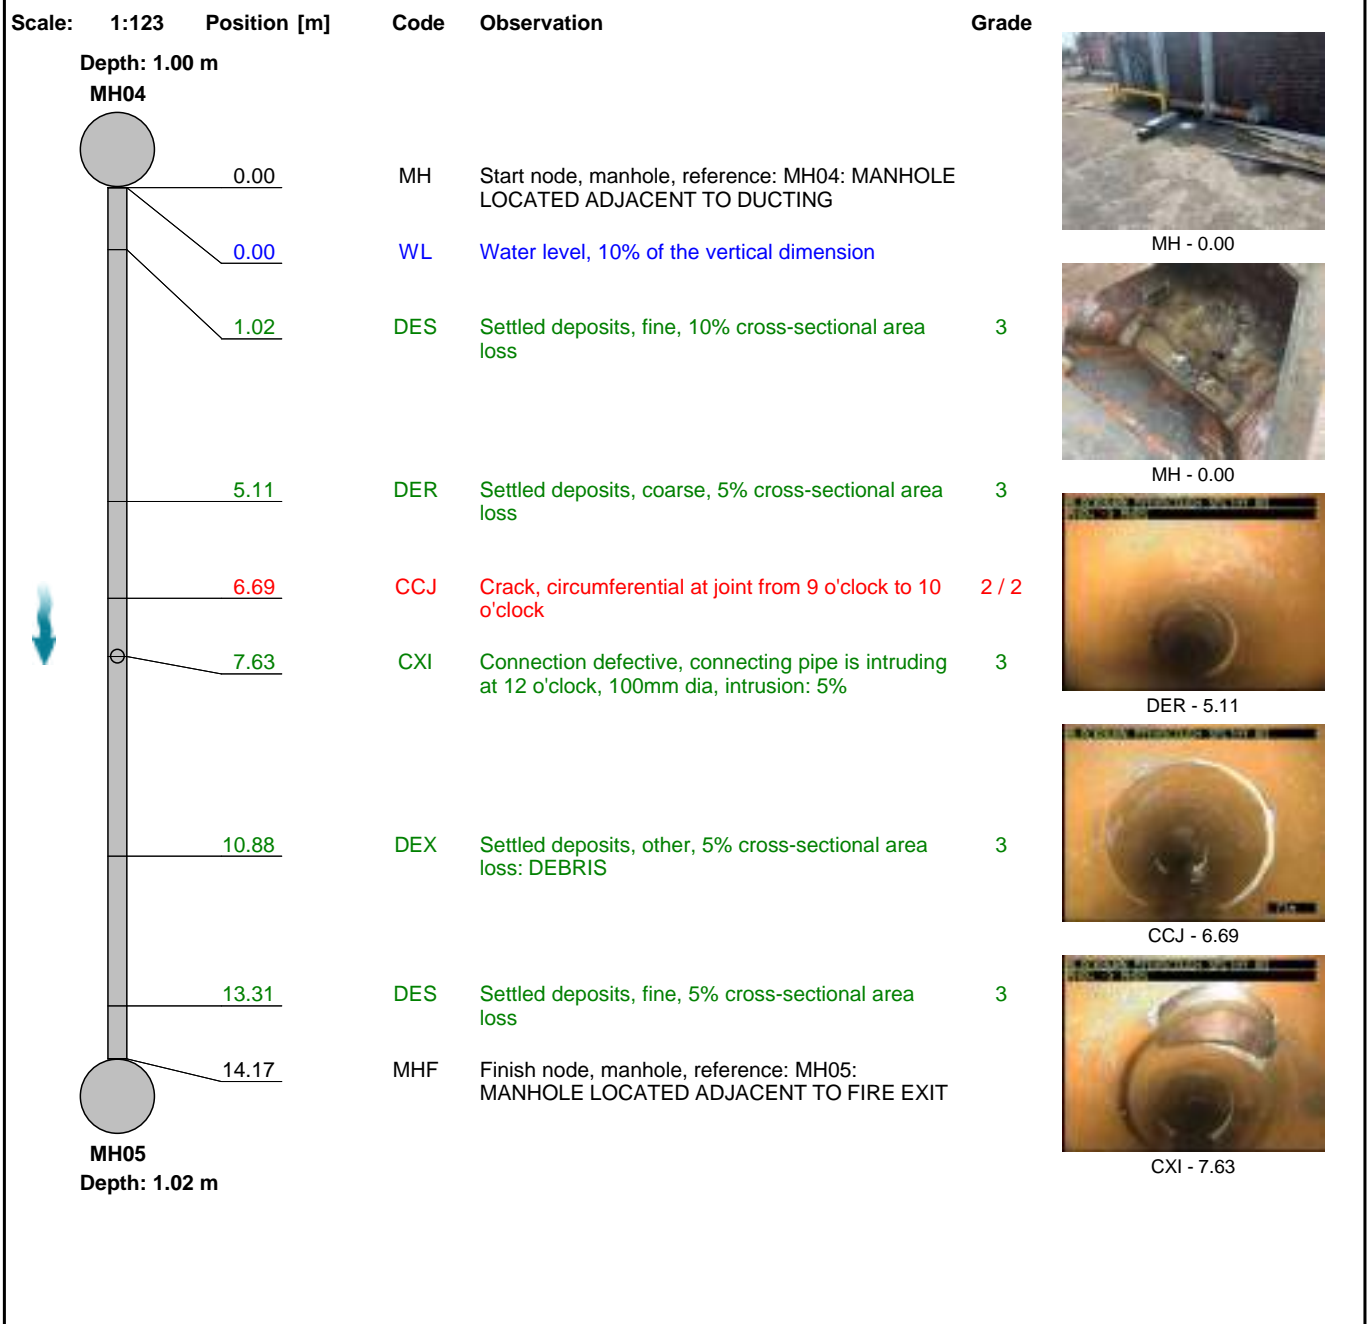 Scale: 1:123 Position [m] Code Observation Grade
Depth: 1.00 m
MH04
0.00 MH Start node, manhole, reference: MH04: MANHOLE
LOCATED ADJACENT TO DUCTING
0.00 WL Water level, 10% of the vertical dimension
1.02 DES Settled deposits, fine, 10% cross-sectional area 3
loss
5.11 DER Settled deposits, coarse, 5% cross-sectional area 3
loss
6.69 CCJ Crack, circumferential at joint from 9 o'clock to 10 2 / 2
o'clock
7.63 CXI Connection defective, connecting pipe is intruding 3
at 12 o'clock, 100mm dia, intrusion: 5%
10.88 DEX Settled deposits, other, 5% cross-sectional area 3
loss: DEBRIS
13.31 DES Settled deposits, fine, 5% cross-sectional area 3
loss
14.17 MHF Finish node, manhole, reference: MH05:
MANHOLE LOCATED ADJACENT TO FIRE EXIT
MH05
Depth: 1.02 m
MH - 0.00
MH - 0.00
DER - 5.11
CCJ - 6.69
CXI - 7.63